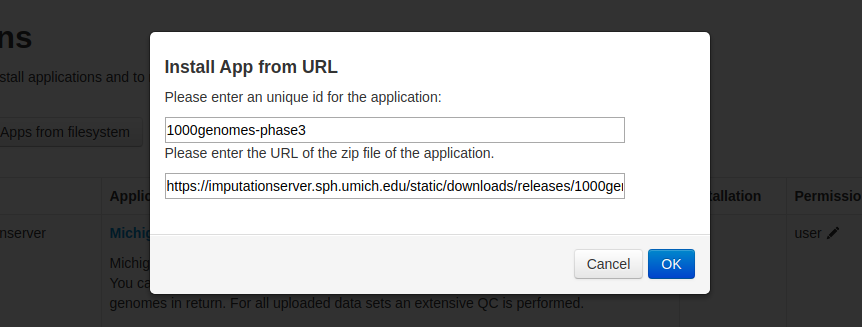 ns
stall applications and to
Apps from filesystem
Install App from URL
Please enter an unique id for the application:
1000genomes-phase3
Please enter the URL of the zip file of the application.
https://imputationserver.sph.umich.edu/static/downloads/releases/1000ger
Cancel
OK
Applic
tallation
Permissio
nserver
Michig
user
Michig
You ca
genomes in return. For all uploaded data sets an extensive QC is performed.